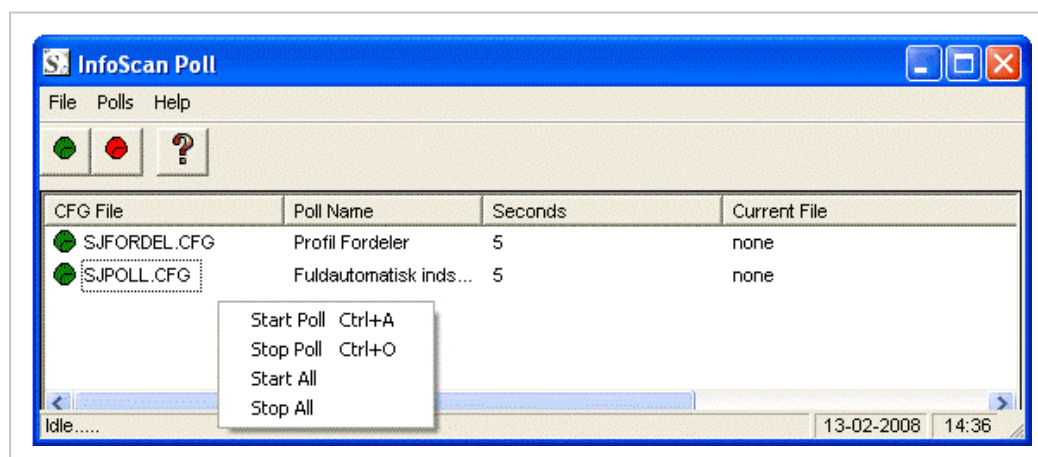 InfoScan Poll
File Polls Help
CFG File Poll Name Seconds Current File
SJFORDEL.CFG Profil Fordeler 5 none
SJPOLL.CFG Fuldautomatisk inds... 5 none
Start Poll Ctrl+A
Stop Poll Ctrl+O
Start All
Stop All
Idle..... 13-02-2008 14:36